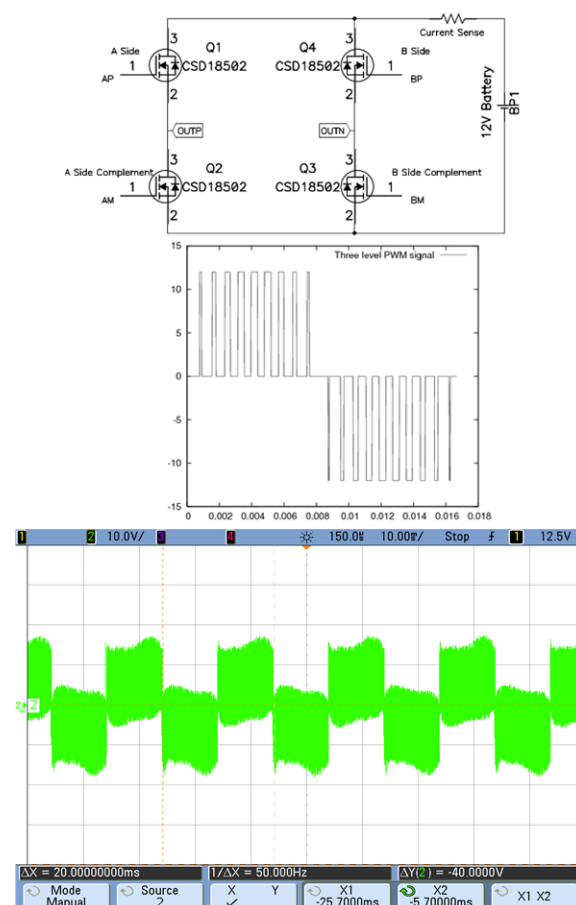 3
Q1
Q4
3
Current Sense
A Side
B Side
1
CSD18502
CSD18502
1
AP
BP
2
2
12V Battery
BP1
OUTP
OUTN
3
Q2
Q3
3
A Side Complement
B Side Complement
1
CSD18502
CSD18502
1
AM
BM
2
2
15
Three level PWM signal
10
5
0
-5
-10
-15
0 0.002 0.004 0.006 0.008 0.01 0.012 0.014 0.016 0.018
1 2 10.0V/ 3 4 150.0 10.00 / Stop 1 12.5V
2 2
ΔX = 20.00000000ms 1/ΔX = 50.000Hz ΔY(2) = -40.0000V
Mode Source X Y X1 X2 X1 X2
Manual 2 -25.7000ms -5.70000ms